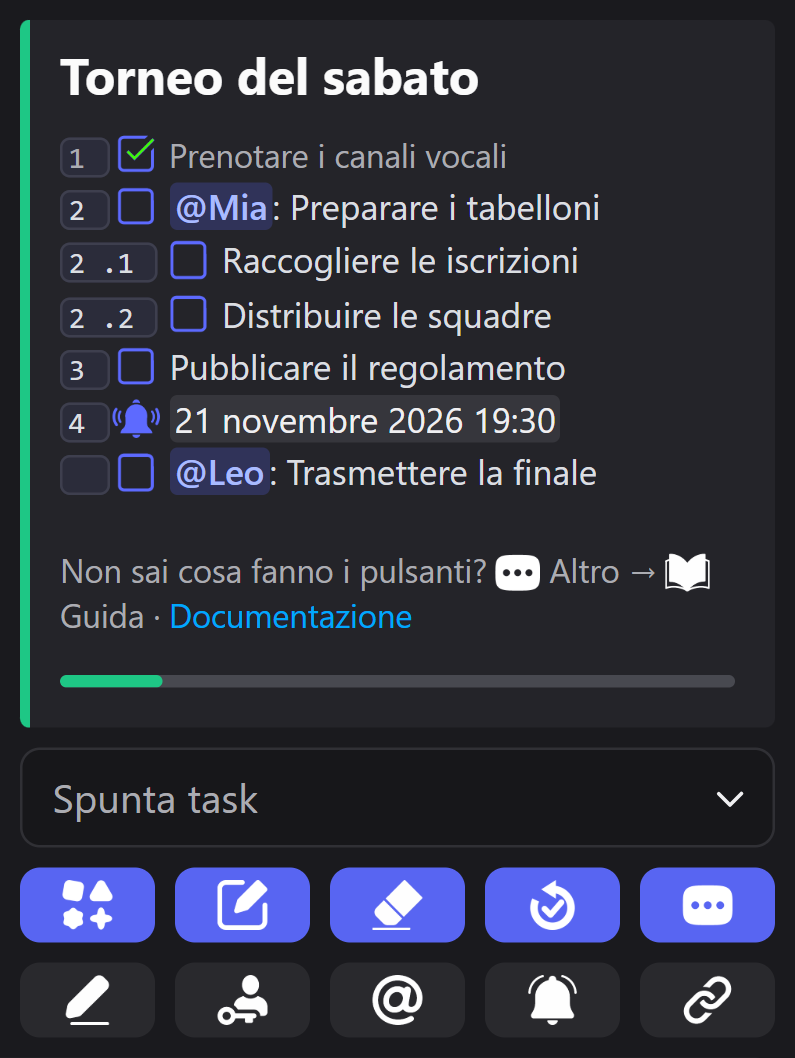 Torneo del sabato
1 Prenotare i canali vocali
2 @Mia: Preparare i tabelloni
2 .1 Raccogliere le iscrizioni
2 .2 Distribuire le squadre
3 Pubblicare il regolamento
4 21 novembre 2026 19:30
@Leo: Trasmettere la finale
Non sai cosa fanno i pulsanti? Altro →
Guida · Documentazione
Spunta task